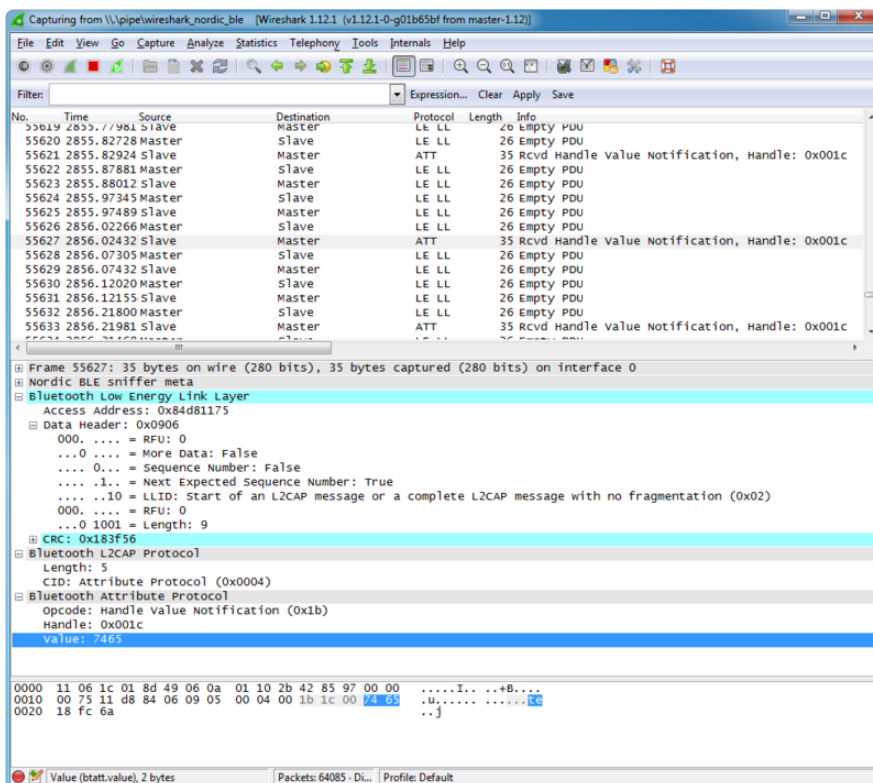 Capturing from \\.\pipe\wireshark_nordic_ble [Wireshark 1.12.1 (v1.12.1-0-g01b65bf from master-1.12)]
File Edit View Go Capture Analyze Statistics Telephony Tools Internals Help
Filter: Expression... Clear Apply Save
No. Time Source Destination Protocol Length Info
55619 2855.77981 Slave Master LE LL 26 Empty PDU
55620 2855.82728 Master Slave LE LL 26 Empty PDU
55621 2855.82924 Slave Master ATT 35 Rcvd Handle Value Notification, Handle: 0x001c
55622 2855.87881 Master Slave LE LL 26 Empty PDU
55623 2855.88012 Slave Master LE LL 26 Empty PDU
55624 2855.97345 Master Slave LE LL 26 Empty PDU
55625 2855.97489 Slave Master LE LL 26 Empty PDU
55626 2856.02266 Master Slave LE LL 26 Empty PDU
55627 2856.02432 Slave Master ATT 35 Rcvd Handle Value Notification, Handle: 0x001c
55628 2856.07305 Master Slave LE LL 26 Empty PDU
55629 2856.07432 Slave Master LE LL 26 Empty PDU
55630 2856.12020 Master Slave LE LL 26 Empty PDU
55631 2856.12155 Slave Master LE LL 26 Empty PDU
55632 2856.21800 Master Slave LE LL 26 Empty PDU
55633 2856.21981 Slave Master ATT 35 Rcvd Handle Value Notification, Handle: 0x001c
Frame 55627: 35 bytes on wire (280 bits), 35 bytes captured (280 bits) on interface 0
Nordic BLE sniffer meta
Bluetooth Low Energy Link Layer
Access Address: 0x84d81175
Data Header: 0x0906
000. .... = RFU: 0
...0 .... = More Data: False
.... 0... = Sequence Number: False
.... .1.. = Next Expected Sequence Number: True
.... ..10 = LLID: Start of an L2CAP message or a complete L2CAP message with no fragmentation (0x02)
000. .... = RFU: 0
...0 1001 = Length: 9
CRC: 0x183f56
Bluetooth L2CAP Protocol
Length: 5
CID: Attribute Protocol (0x0004)
Bluetooth Attribute Protocol
Opcode: Handle Value Notification (0x1b)
Handle: 0x001c
Value: 7465
0000 11 06 1c 01 8d 49 06 0a 01 10 2b 42 85 97 00 00 .....I.. ..+B....
0010 00 75 11 d8 84 06 09 05 00 04 00 1b 1c 00 74 65 .u...... ......te
0020 18 fc 6a ..j
Value (btatt.value), 2 bytes Packets: 64085 · Di... Profile: Default